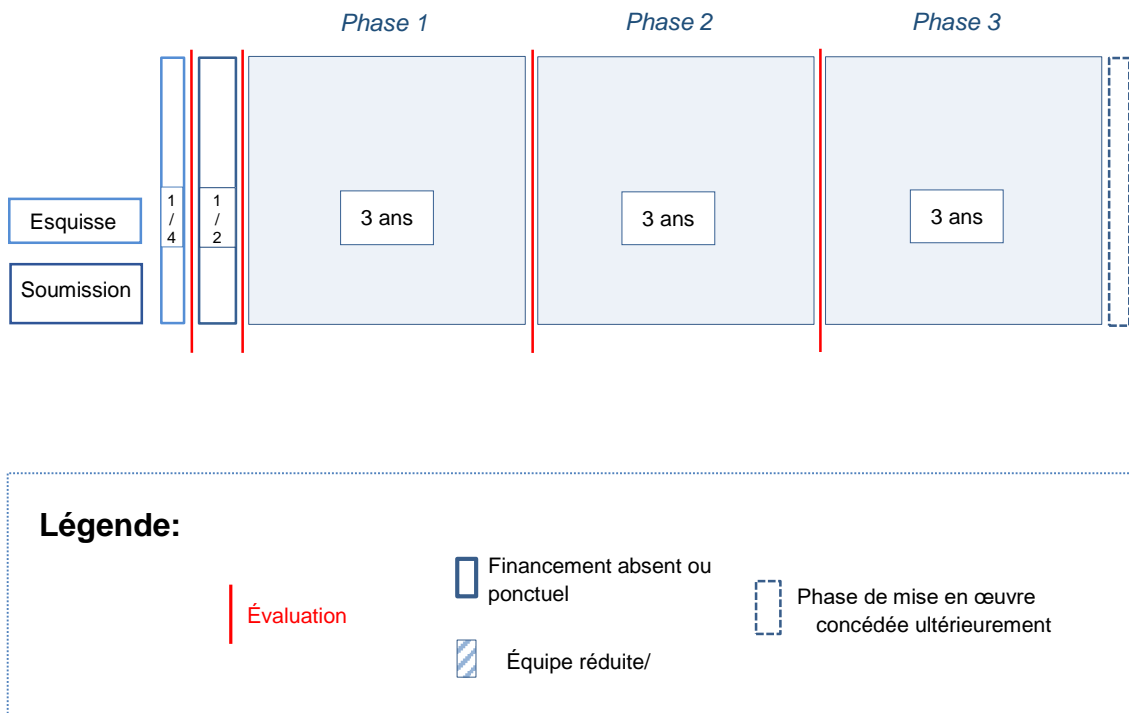 Phase 1
Phase 2
Phase 3
Esquisse
Soumission
1
/
4
1
/
2
3 ans
3 ans
3 ans
Légende:
Évaluation
Financement absent ou
ponctuel
Équipe réduite/
Phase de mise en œuvre
concédée ultérieurement